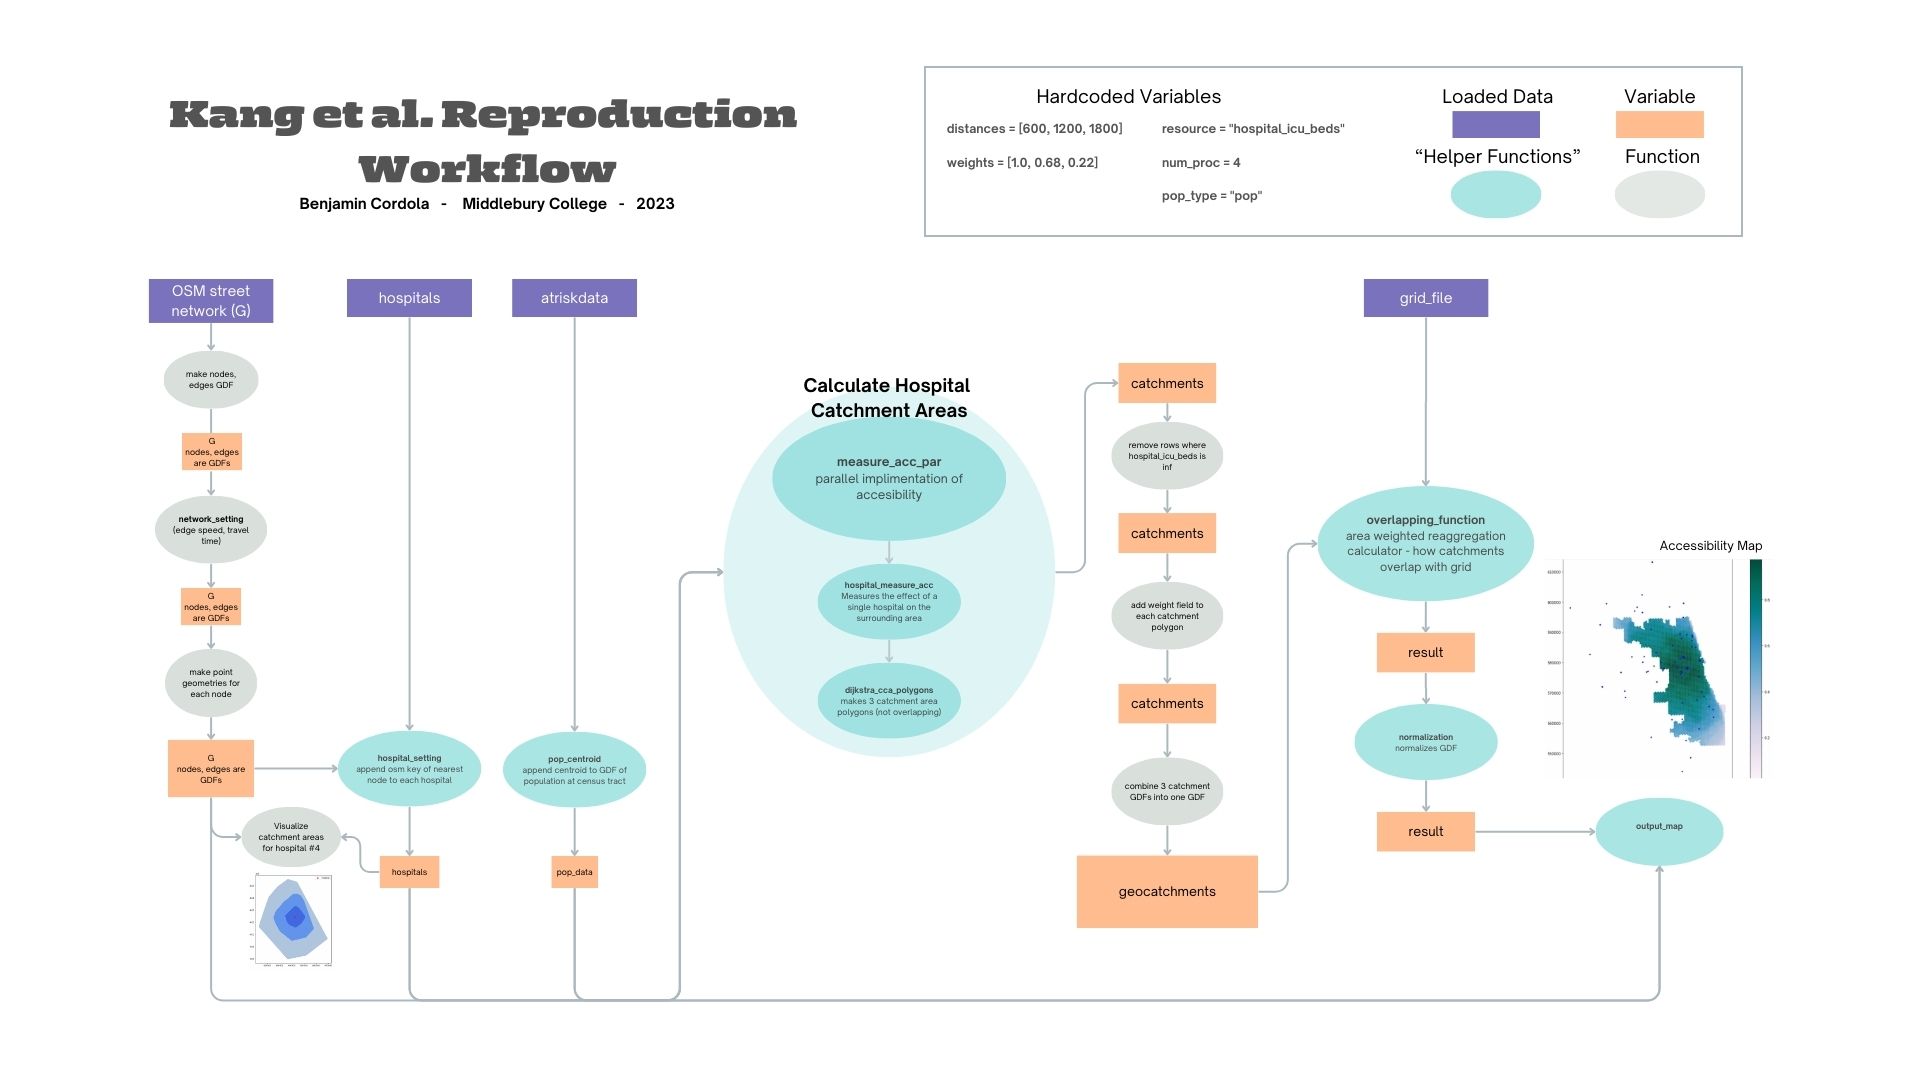 Kang et al. Reproduction
Workflow
Benjamin Cordola - Middlebury College - 2023
Hardcoded Variables
distances = [600, 1200, 1800]
weights = [1.0, 0.68, 0.22]
resource = "hospital_icu_beds"
num_proc = 4
pop_type = "pop"
Loaded Data
Variable
“Helper Functions”
Function
OSM street
network (G)
make nodes,
edges GDF
G
nodes, edges
are GDFs
network_setting
(edge speed, travel
time)
G
nodes, edges
are GDFs
make point
geometries for
each node
G
nodes, edges are
GDFs
Visualize
catchment areas
for hospital #4
hospitals
hospital_setting
append osm key of nearest
node to each hospital
hospitals
atriskdata
pop_centroid
append centroid to GDF of
population at census tract
pop_data
Calculate Hospital
Catchment Areas
measure_acc_par
parallel implimentation of
accesibility
hospital_measure_acc
Measures the effect of a
single hospital on the
surrounding area
dijkstra_cca_polygons
makes 3 catchment area
polygons (not overlapping)
catchments
remove rows where
hospital_icu_beds is
inf
catchments
add weight field to
each catchment
polygon
catchments
combine 3 catchment
GDFs into one GDF
geocatchments
grid_file
overlapping_function
area weighted reaggregation
calculator - how catchments
overlap with grid
result
normalization
normalizes GDF
result
Accessibility Map
output_map